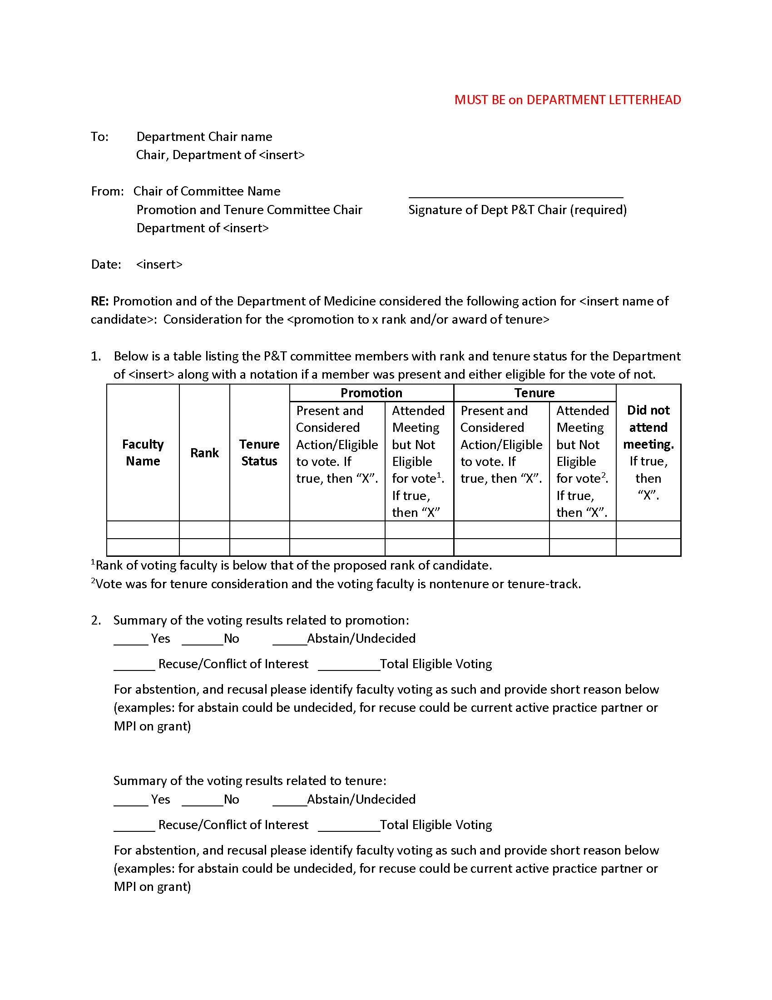 MUST BE on DEPARTMENT LETTERHEAD
To: Department Chair name
Chair, Department of <insert>
From: Chair of Committee Name ______________________________
Promotion and Tenure Committee Chair Signature of Dept P&T Chair (required)
Department of <insert>
Date: <insert>
RE: Promotion and of the Department of Medicine considered the following action for <insert name of
candidate>: Consideration for the <promotion to x rank and/or award of tenure>
1. Below is a table listing the P&T committee members with rank and tenure status for the Department
of <insert> along with a notation if a member was present and either eligible for the vote of not.
Faculty
Name
Rank
Tenure
Status
Promotion
Present and
Considered
Action/Eligible
to vote. If
true, then “X”.
Attended
Meeting
but Not
Eligible
for vote¹.
If true,
then “X”
Tenure
Present and
Considered
Action/Eligible
to vote. If
true, then “X”.
Attended
Meeting
but Not
Eligible
for vote².
If true,
then “X”.
Did not
attend
meeting.
If true,
then
“X”.
¹Rank of voting faculty is below that of the proposed rank of candidate.
²Vote was for tenure consideration and the voting faculty is nontenure or tenure-track.
2. Summary of the voting results related to promotion:
_____ Yes ______No _____Abstain/Undecided
______ Recuse/Conflict of Interest _________Total Eligible Voting
For abstention, and recusal please identify faculty voting as such and provide short reason below
(examples: for abstain could be undecided, for recuse could be current active practice partner or
MPI on grant)
Summary of the voting results related to tenure:
_____ Yes ______No _____Abstain/Undecided
______ Recuse/Conflict of Interest _________Total Eligible Voting
For abstention, and recusal please identify faculty voting as such and provide short reason below
(examples: for abstain could be undecided, for recuse could be current active practice partner or
MPI on grant)